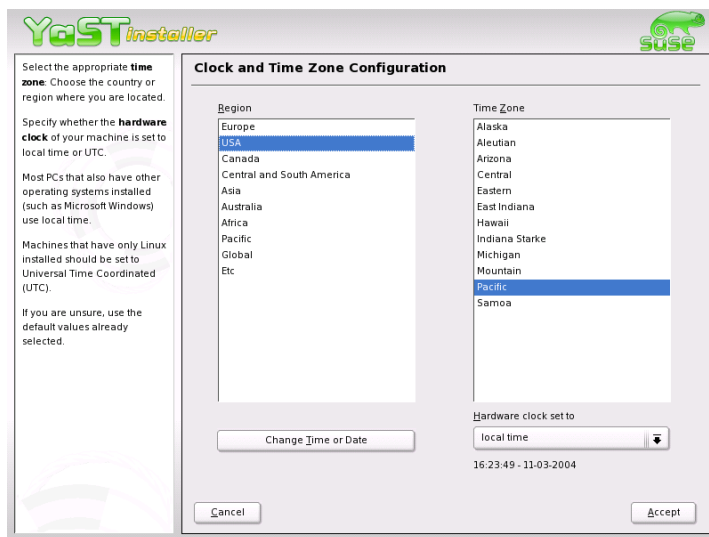 YaST installer
SUSE
Select the appropriate time
zone: Choose the country or
region where you are located.
Specify whether the hardware
clock of your machine is set to
local time or UTC.
Most PCs that also have other
operating systems installed
(such as Microsoft Windows)
use local time.
Machines that have only Linux
installed should be set to
Universal Time Coordinated
(UTC).
If you are unsure, use the
default values already
selected.
Clock and Time Zone Configuration
Region
Europe
USA
Canada
Central and South America
Asia
Australia
Africa
Pacific
Global
Etc
Change Time or Date
Time Zone
Alaska
Aleutian
Arizona
Central
Eastern
East Indiana
Hawaii
Indiana Starke
Michigan
Mountain
Pacific
Samoa
Hardware clock set to
local time
16:23:49 - 11-03-2004
Cancel
Accept